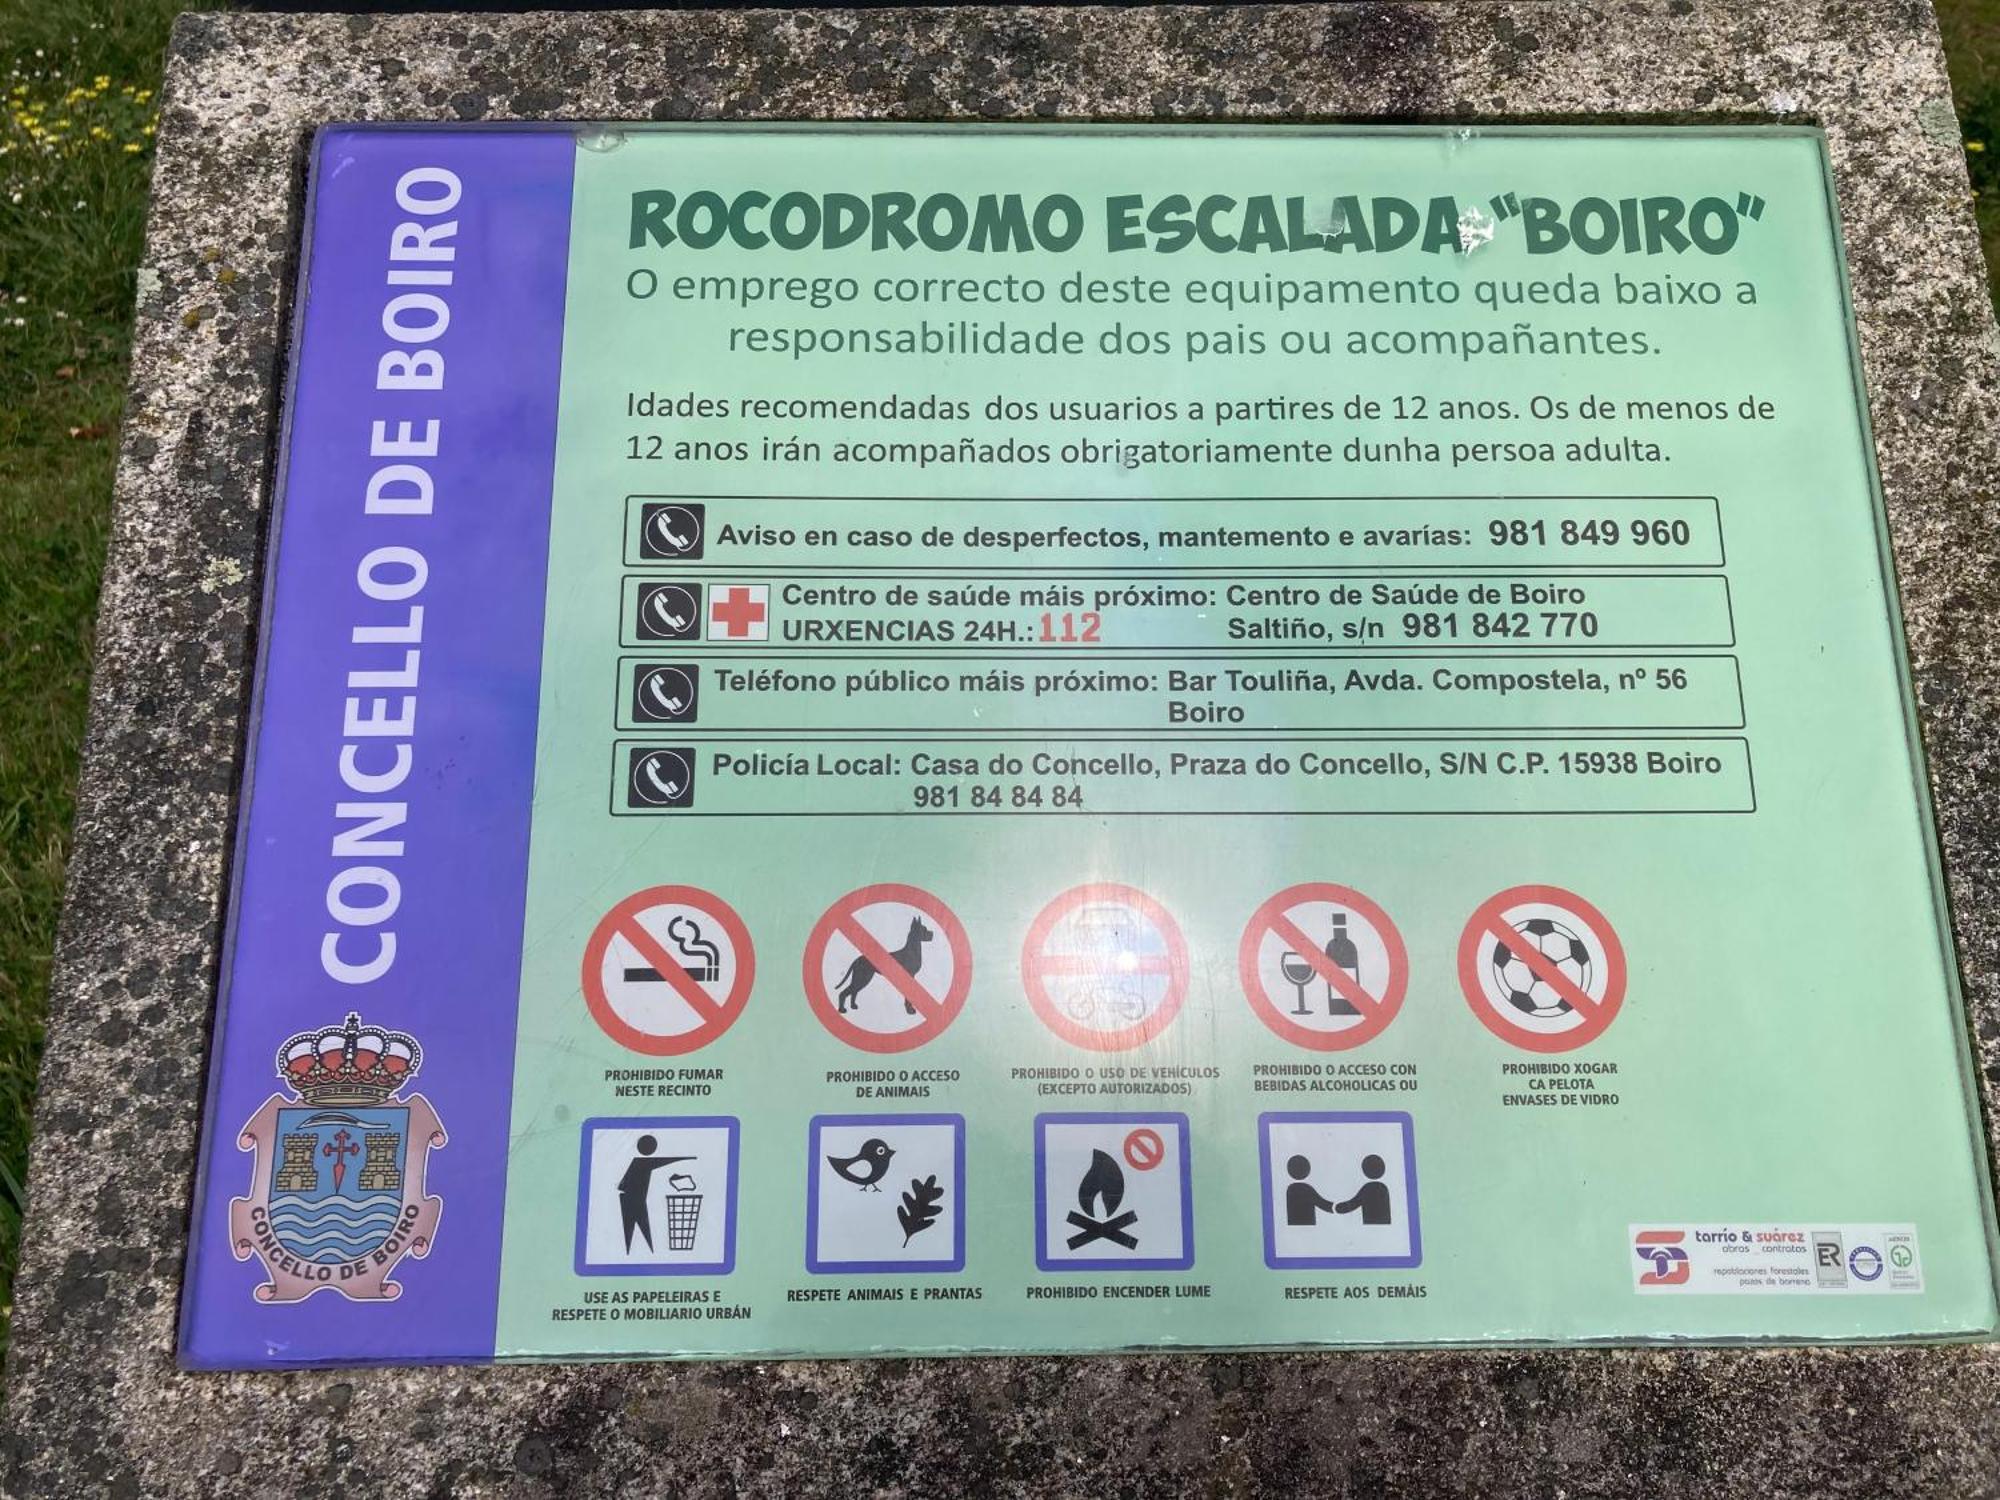 CONCELLO DE BOIRO
ROCODROMO ESCALADA "BOIRO"
O emprego correcto deste equipamento queda baixo a
responsabilidade dos pais ou acompañantes.
Idades recomendadas dos usuarios a partires de 12 anos. Os de menos de
12 anos irán acompañados obrigatoriamente dunha persoa adulta.
Aviso en caso de desperfectos, mantemento e avarías: 981 849 960
Centro de saúde máis próximo: Centro de Saúde de Boiro
URXENCIAS 24H.: 112 Saltiño, s/n 981 842 770
Teléfono público máis próximo: Bar Touliña, Avda. Compostela, nº 56
Boiro
Policía Local: Casa do Concello, Praza do Concello, S/N C.P. 15938 Boiro
981 84 84 84
PROHIBIDO FUMAR
NESTE RECINTO
PROHIBIDO O ACCESO
DE ANIMAIS
PROHIBIDO O USO DE VEHÍCULOS
(EXCEPTO AUTORIZADOS)
PROHIBIDO O ACCESO CON
BEBIDAS ALCOHOLICAS OU
PROHIBIDO XOGAR
CA PELOTA
ENVASES DE VIDRO
USE AS PAPELEIRAS E
RESPETE O MOBILIARIO URBÁN
RESPETE ANIMAIS E PRANTAS
PROHIBIDO ENCENDER LUME
RESPETE AOS DEMÁIS
CONCELLO DE BOIRO
tarrío & suárez
obras contratas
repoblaciones forestales
pozos de barrena
ER